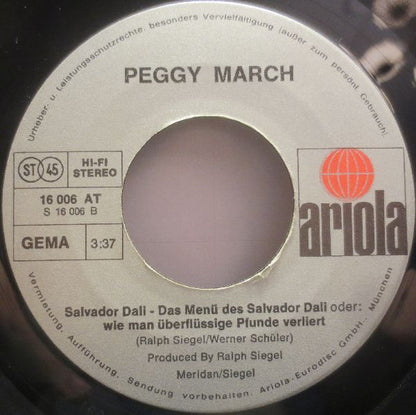 Urheber. u. Leistungsschutzrechte, besonders Vervielfältigung (außer zum persönl. Gebrauch).
PEGGY MARCH
ST 45
HI-FI
STEREO
16 006 AT
S 16 006 B
GEMA
3:37
ariola
Salvador Dali - Das Menü des Salvador Dali oder:
wie man überflüssige Pfunde verliert
(Ralph Siegel/Werner Schüler)
Produced By Ralph Siegel
Meridan/Siegel
Vermietung, Aufführung, Sendung vorbehalten. Ariola-Eurodisc GmbH., München